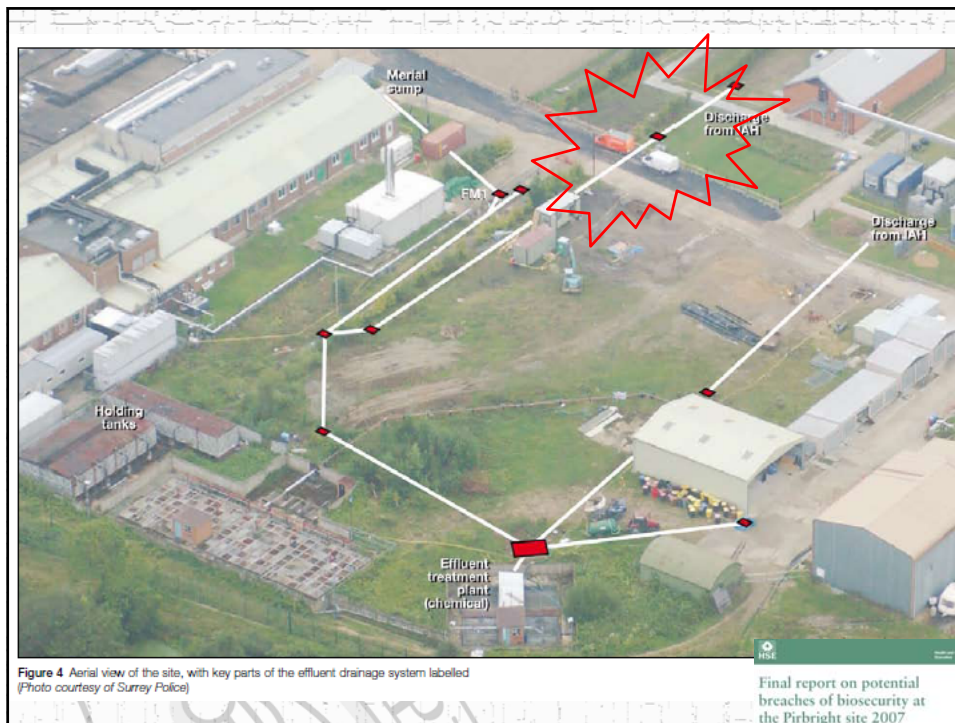 Merial
sump
Discharge
from IAH
FM1
Discharge
from IAH
Holding
tanks
Effluent
treatment
plant
(chemical)
Figure 4 Aerial view of the site, with key parts of the effluent drainage system labelled
(Photo courtesy of Surrey Police)
HSE
Final report on potential
breaches of biosecurity at
the Pirbright site 2007